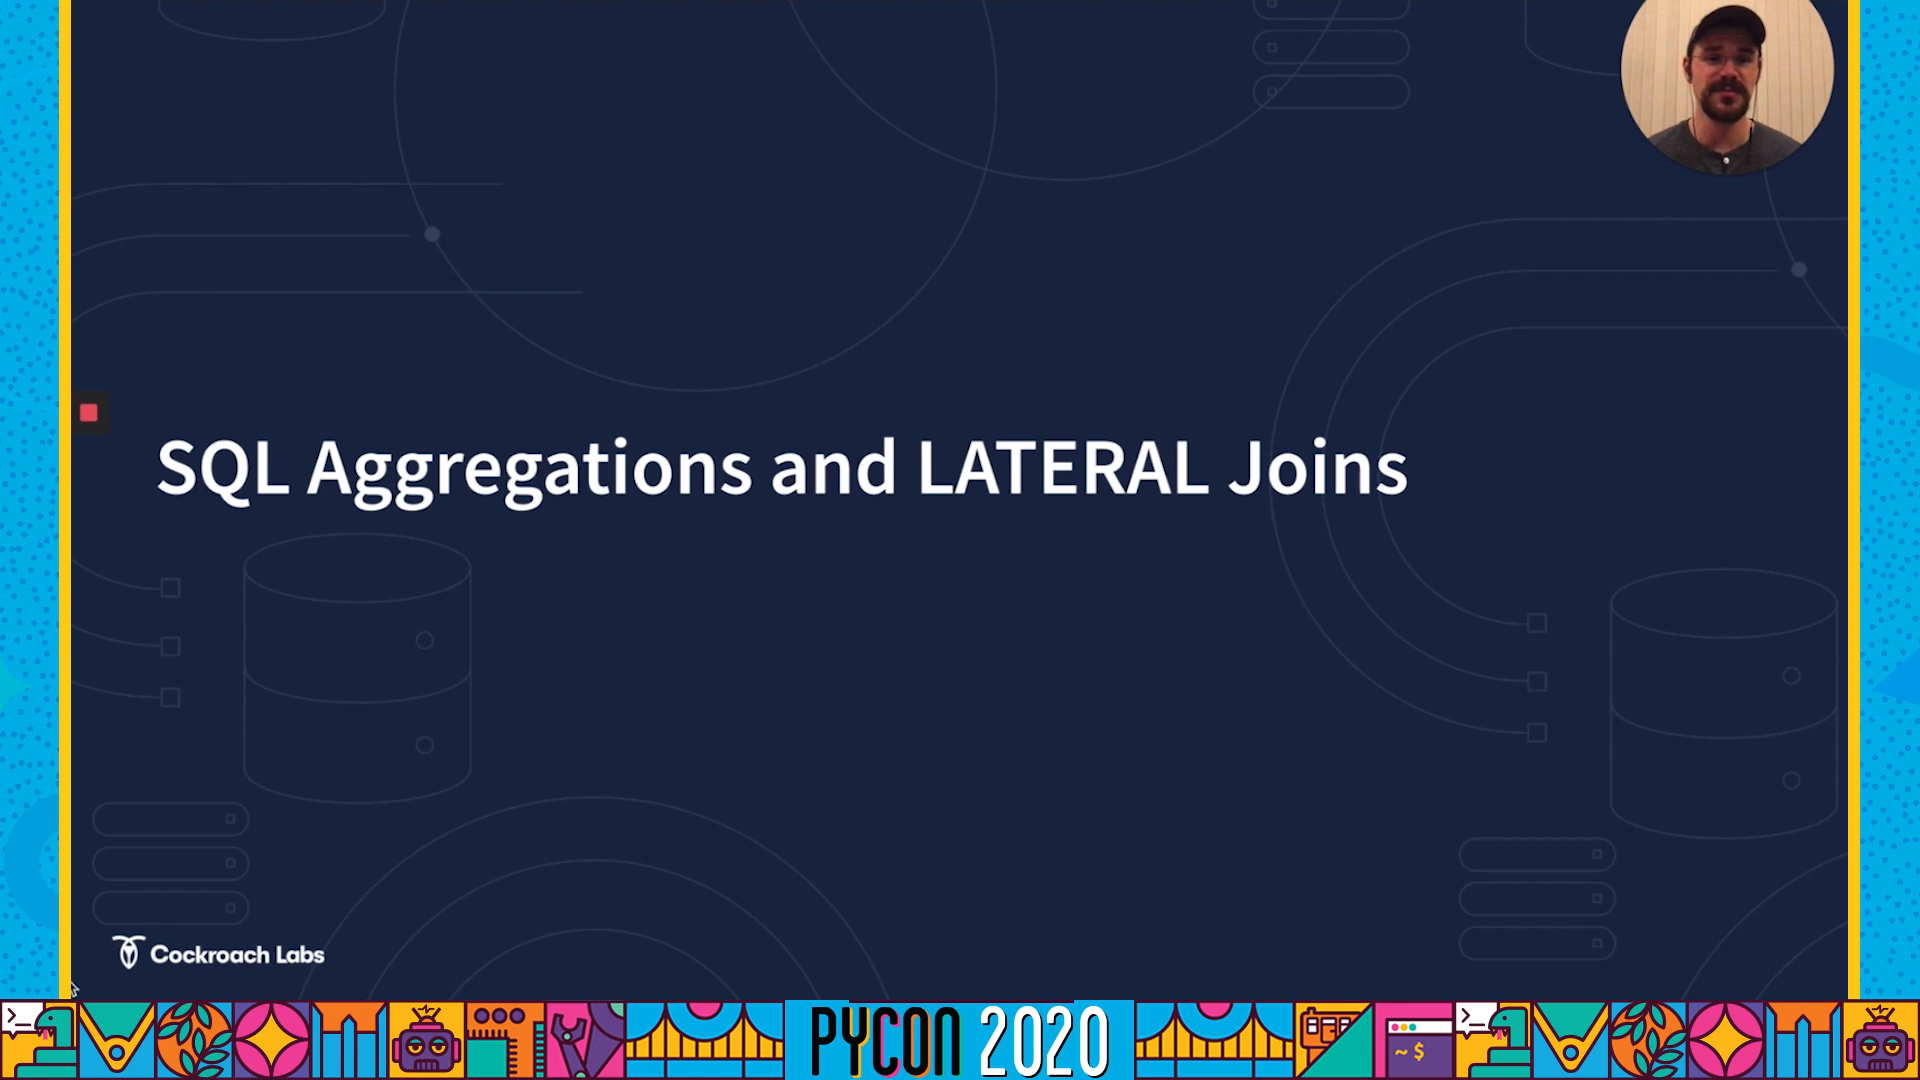 SQL Aggregations and LATERAL Joins
Cockroach Labs
PYCON 2020
~ $